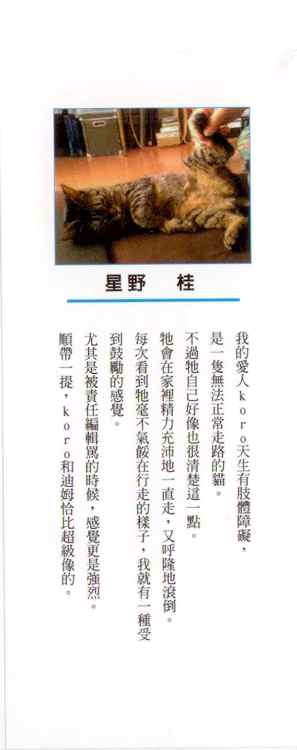 星野　桂
我的愛人koro天生有肢體障礙，
是一隻無法正常走路的貓。
不過牠自己好像也很清楚這一點。
牠會在家裡精力充沛地一直走，又呼隆地滾倒。
每次看到牠毫不氣餒在行走的樣子，我就有一種受
到鼓勵的感覺。
尤其是被責任編輯罵的時候，感覺更是強烈。
順帶一提，koro和迪姆恰比超級像的。